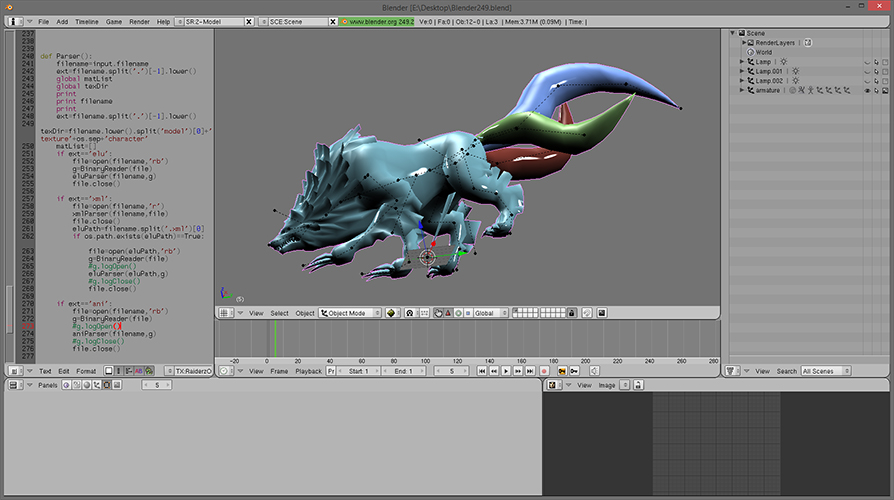 Blender [E:\Desktop\Blender249.blend]
File Add Timeline Game Render Help SR:2-Model SCE:Scene www.blender.org 249.2 Ve:0 | Fa:0 | Ob:12-0 | La:3 | Mem:3.71M (0.09M) | Time: |
237
238
239
240 def Parser():
241 filename=input.filename
242 ext=filename.split('.')[-1].lower()
243 global matList
244 global texDir
245 print
246 print filename
247 print
248 ext=filename.split('.')[-1].lower()
249
texDir=filename.lower().split('model')[0]+'
texture'+os.sep+'character'
250 matList=[]
251 if ext=='elu':
252 file=open(filename,'rb')
253 g=BinaryReader(file)
254 eluParser(filename,g)
255 file.close()
256
257 if ext=='xml':
258 file=open(filename,'r')
259 xmlParser(filename,file)
260 file.close()
261 eluPath=filename.split('.xml')[0]
262 if os.path.exists(eluPath)==True:
263 file=open(eluPath,'rb')
264 g=BinaryReader(file)
265 #g.logOpen()
266 eluParser(eluPath,g)
267 #g.logClose()
268 file.close()
269
270 if ext=='ani':
271 file=open(filename,'rb')
272 g=BinaryReader(file)
273 #g.logOpen()
274 aniParser(filename,g)
275 #g.logClose()
276 file.close()
277
Text Edit Format TX:RaiderzO
(5)
View Select Object Object Mode Global
-20 0 20 40 60 80 100 120 140 160 180 200 220 240 260
View Frame Playback Pr Start: 1 End: 1 5
Scene
RenderLayers
World
Lamp
Lamp.001
Lamp.002
armature
View Search All Scenes
Panels 5
View Image